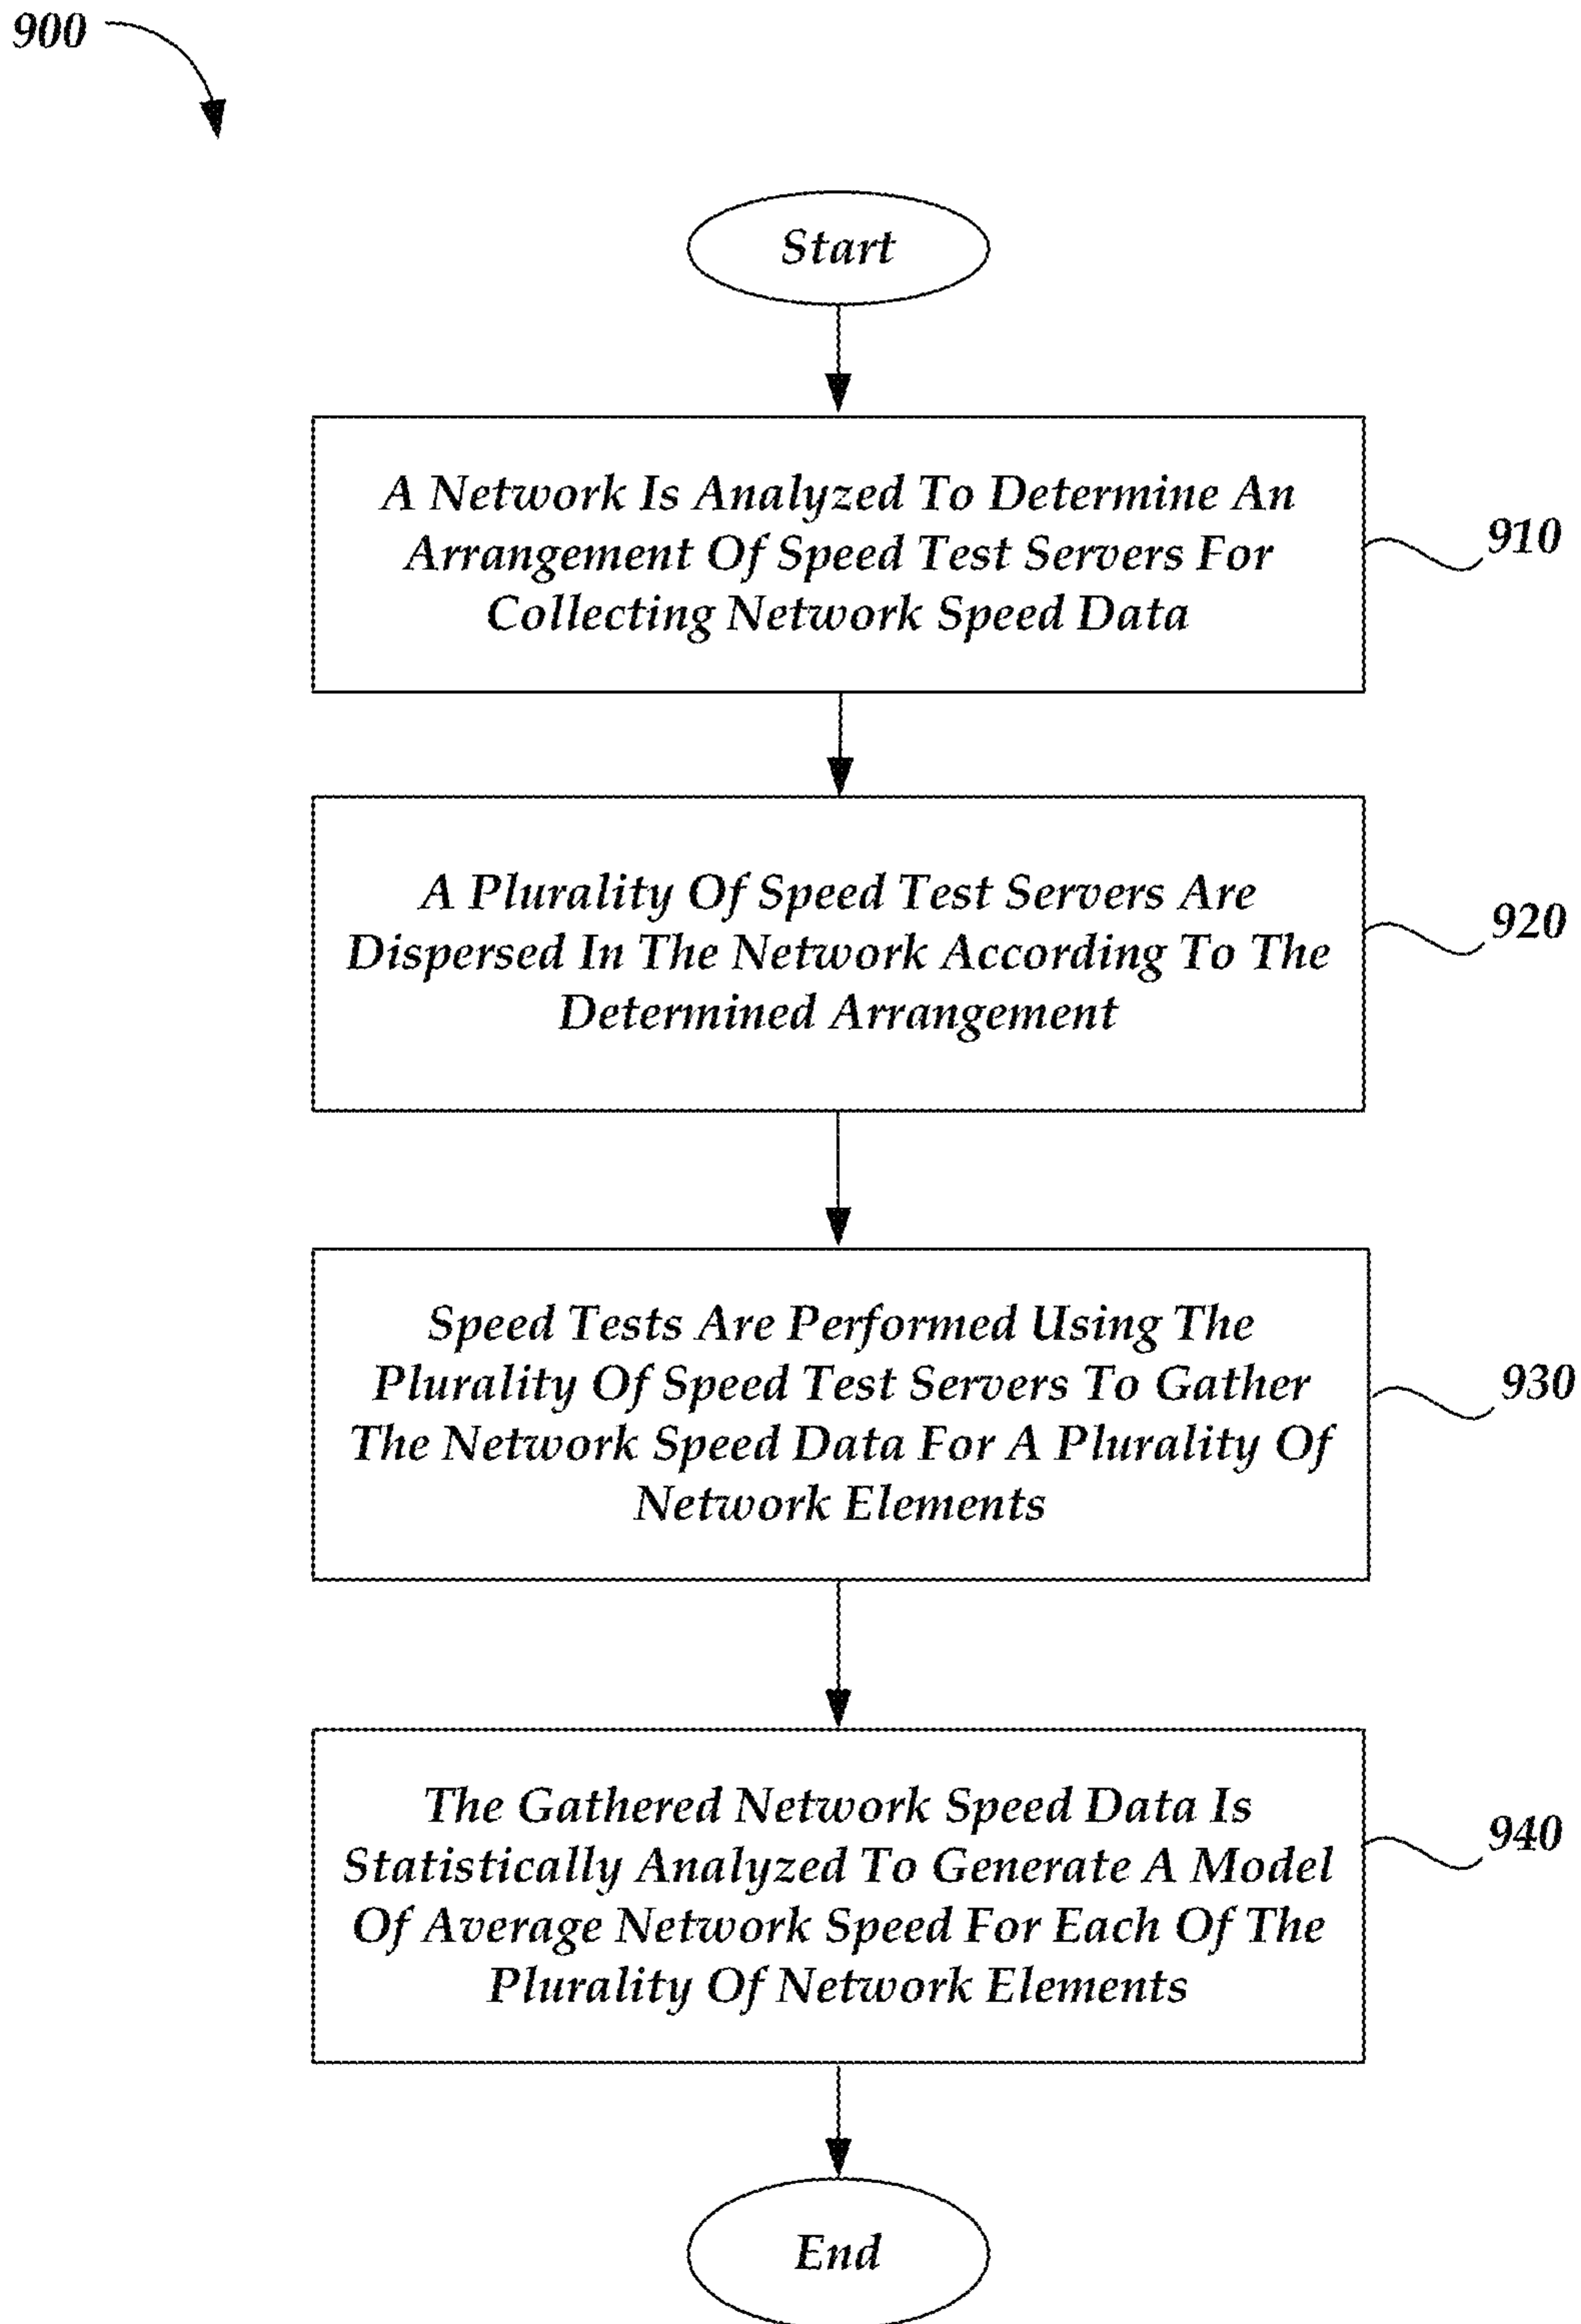 900
Start
A Network Is Analyzed To Determine An
Arrangement Of Speed Test Servers For
Collecting Network Speed Data
910
A Plurality Of Speed Test Servers Are
Dispersed In The Network According To The
Determined Arrangement
920
Speed Tests Are Performed Using The
Plurality Of Speed Test Servers To Gather
The Network Speed Data For A Plurality Of
Network Elements
930
The Gathered Network Speed Data Is
Statistically Analyzed To Generate A Model
Of Average Network Speed For Each Of The
Plurality Of Network Elements
940
End